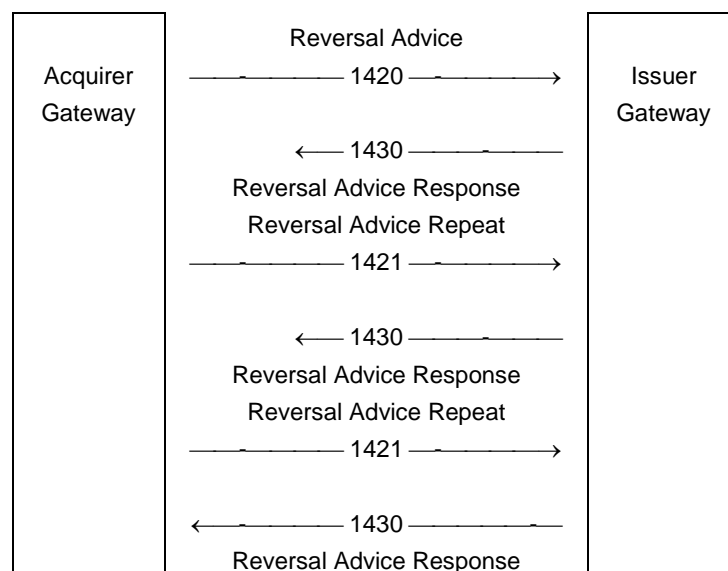 Reversal Advice
Acquirer
Gateway
1420
Issuer
Gateway
1430
Reversal Advice Response
Reversal Advice Repeat
1421
1430
Reversal Advice Response
Reversal Advice Repeat
1421
1430
Reversal Advice Response